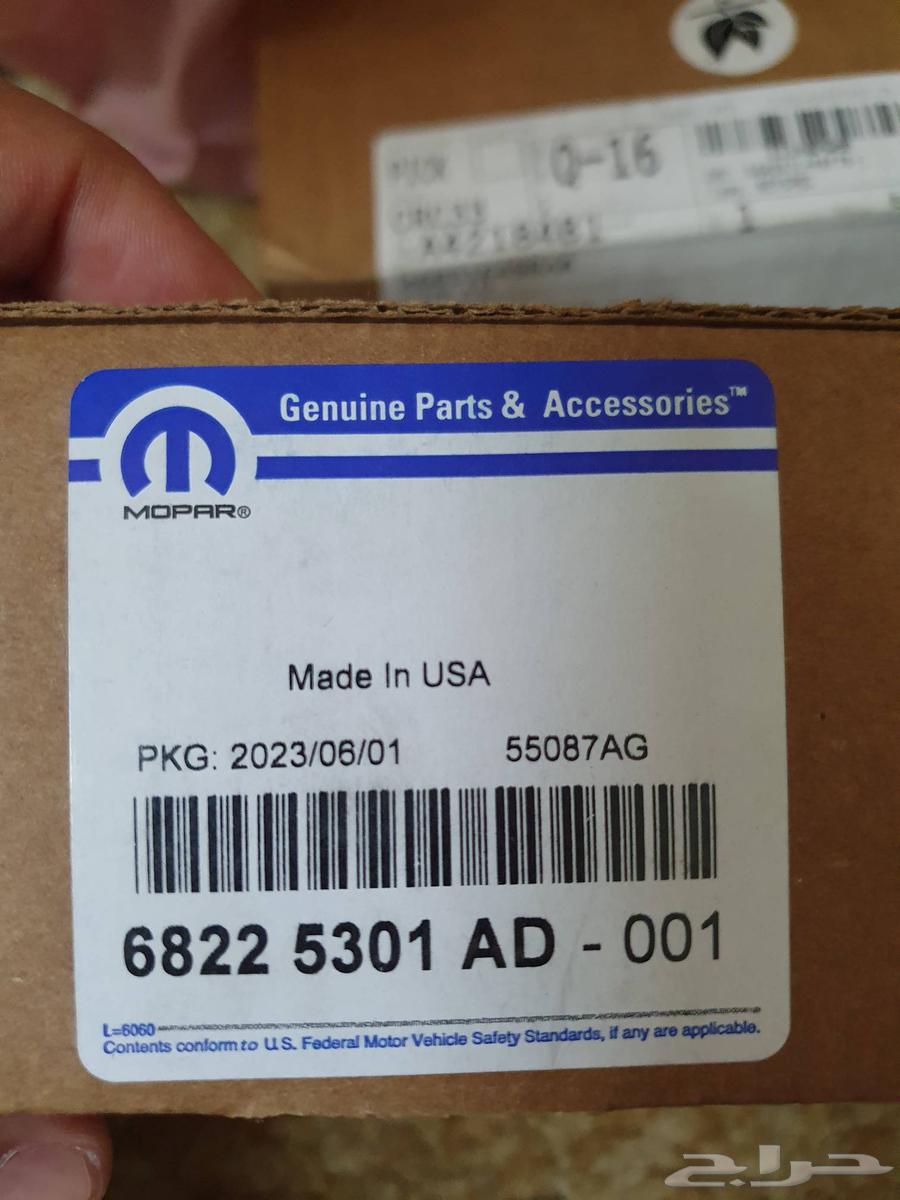 Q-16
1
Genuine Parts & Accessories™
MOPAR®
Made In USA
PKG: 2023/06/01 55087AG
6822 5301 AD - 001
L=6060
Contents conform to U.S. Federal Motor Vehicle Safety Standards, if any are applicable.
حراج